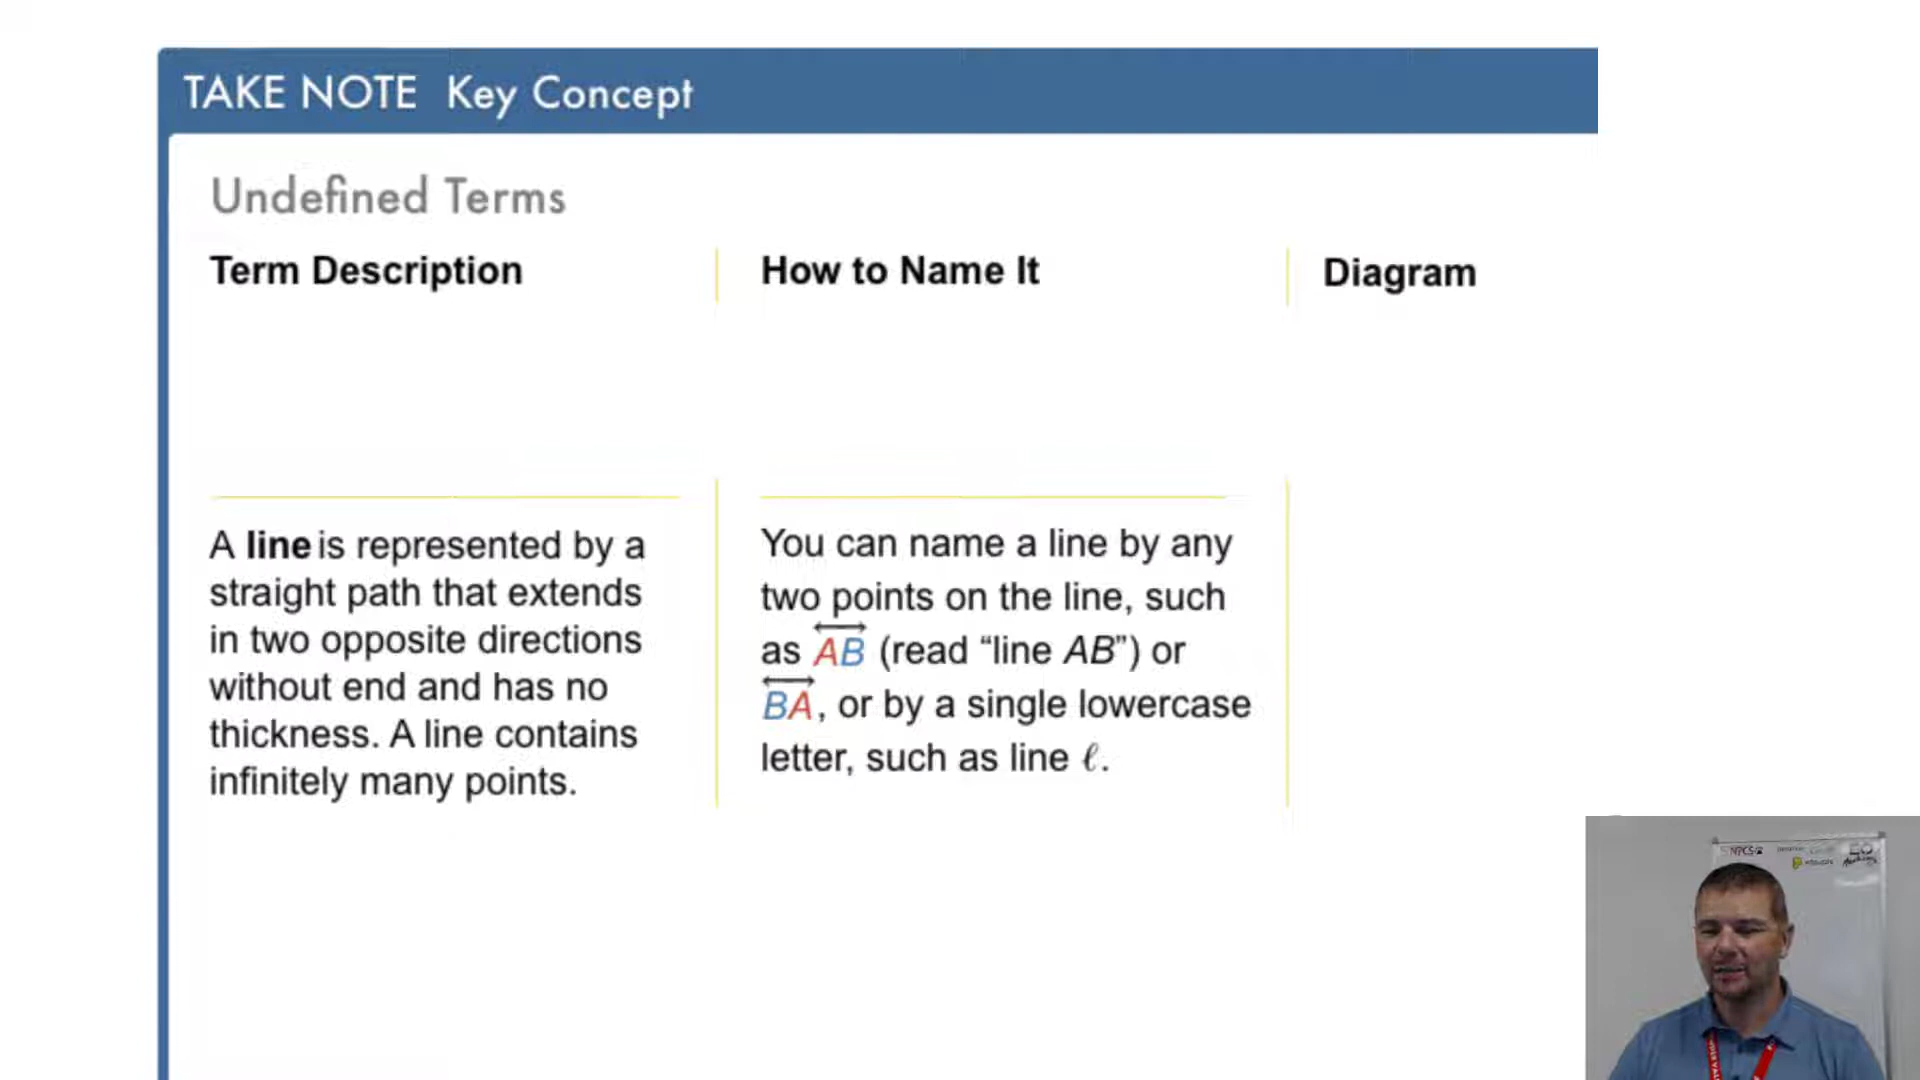 TAKE NOTE Key Concept
Undefined Terms
Term Description
How to Name It
Diagram
A line is represented by a
straight path that extends
in two opposite directions
without end and has no
thickness. A line contains
infinitely many points.
You can name a line by any
two points on the line, such
as AB (read “line AB”) or
BA, or by a single lowercase
letter, such as line ℓ.
NPCS